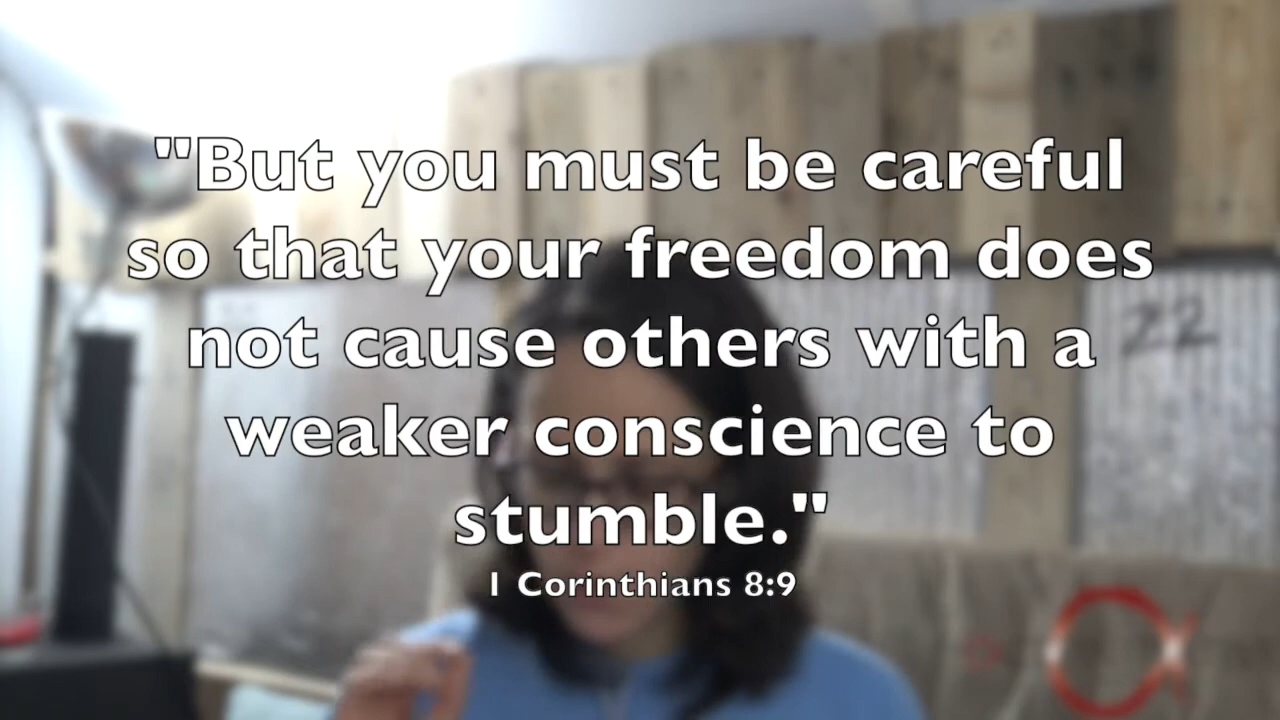 "But you must be careful
so that your freedom does
not cause others with a
weaker conscience to
stumble."
1 Corinthians 8:9
22